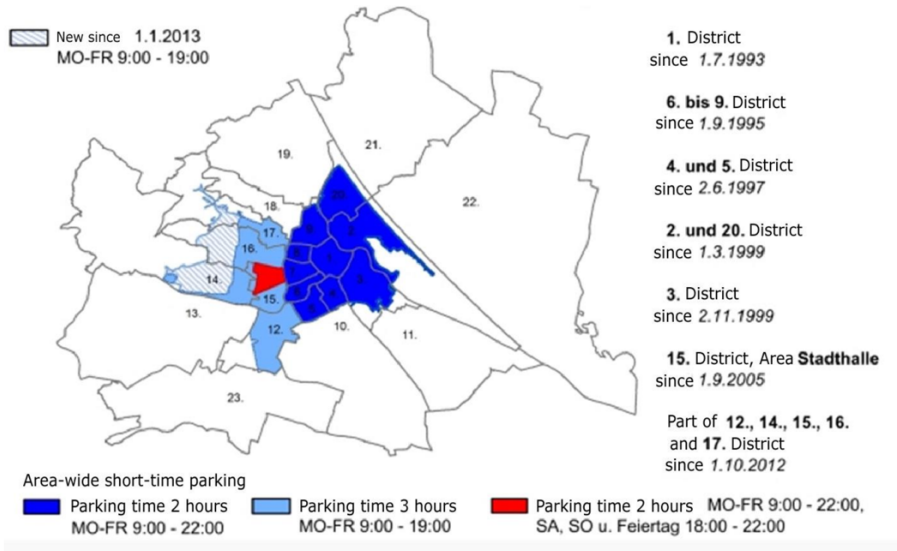 New since 1.1.2013
MO-FR 9:00 - 19:00
1. District
since 1.7.1993
6. bis 9. District
since 1.9.1995
4. und 5. District
since 2.6.1997
2. und 20. District
since 1.3.1999
3. District
since 2.11.1999
15. District, Area Stadthalle
since 1.9.2005
Part of 12., 14., 15., 16.
and 17. District
since 1.10.2012
21.
19.
20.
22.
18.
17.
2.
16.
1.
14.
3.
15.
13.
12.
10.
11.
23.
Area-wide short-time parking
Parking time 2 hours
MO-FR 9:00 - 22:00
Parking time 3 hours
MO-FR 9:00 - 19:00
Parking time 2 hours MO-FR 9:00 - 22:00,
SA, SO u. Feiertag 18:00 - 22:00